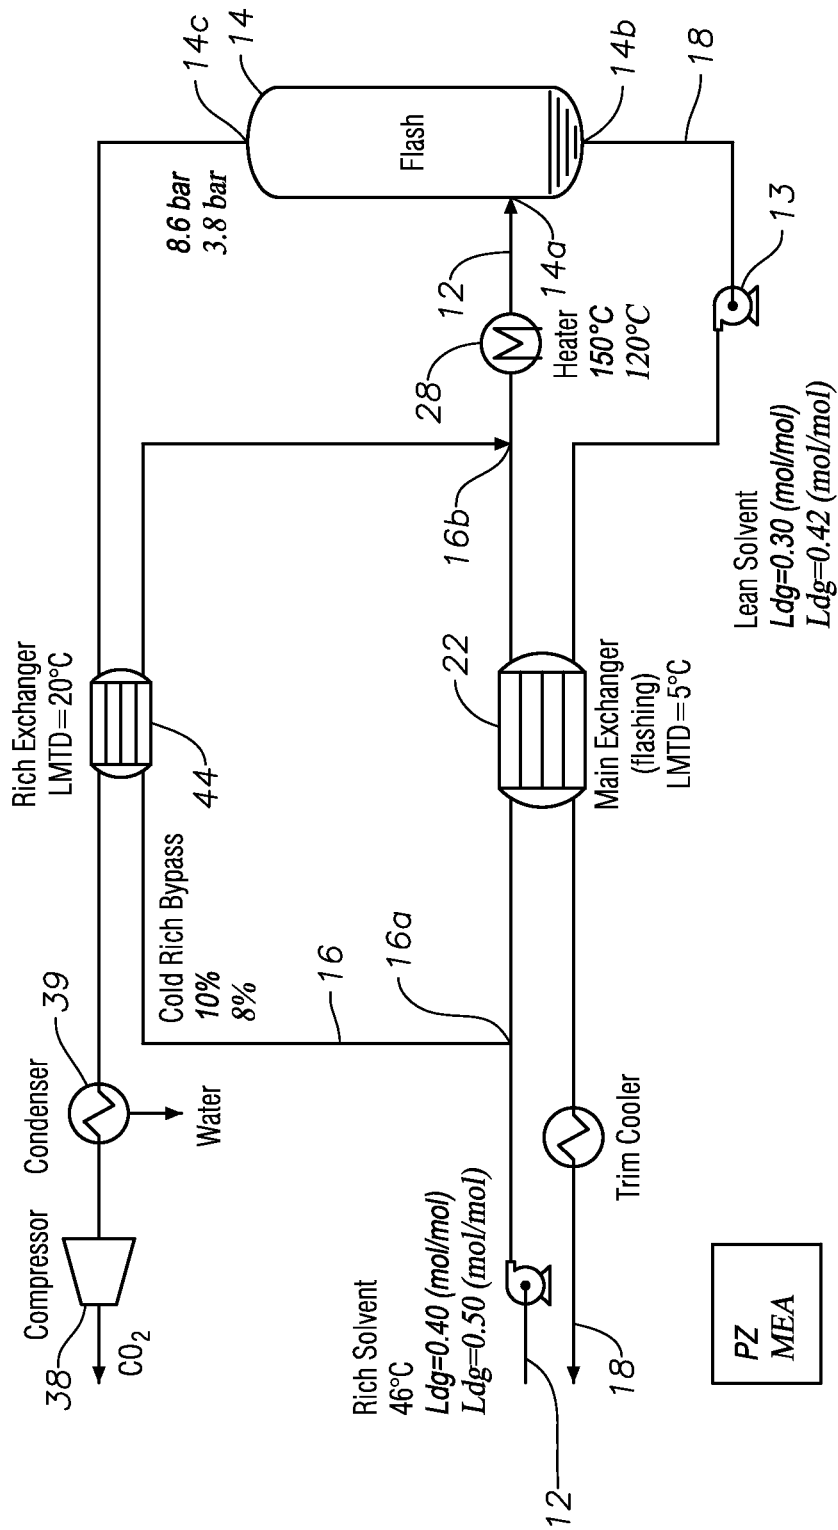 38
Compressor
CO₂
Condenser
39
Water
Rich Exchanger
LMTD=20°C
44
Cold Rich Bypass
10%
8%
16
16a
14c
14
8.6 bar
3.8 bar
Flash
14a
14b
18
12
28
Heater
150°C
120°C
16b
22
Main Exchanger
(flashing)
LMTD=5°C
13
Lean Solvent
Ldg=0.30 (mol/mol)
Ldg=0.42 (mol/mol)
Rich Solvent
46°C
Ldg=0.40 (mol/mol)
Ldg=0.50 (mol/mol)
12
18
Trim Cooler
PZ
MEA